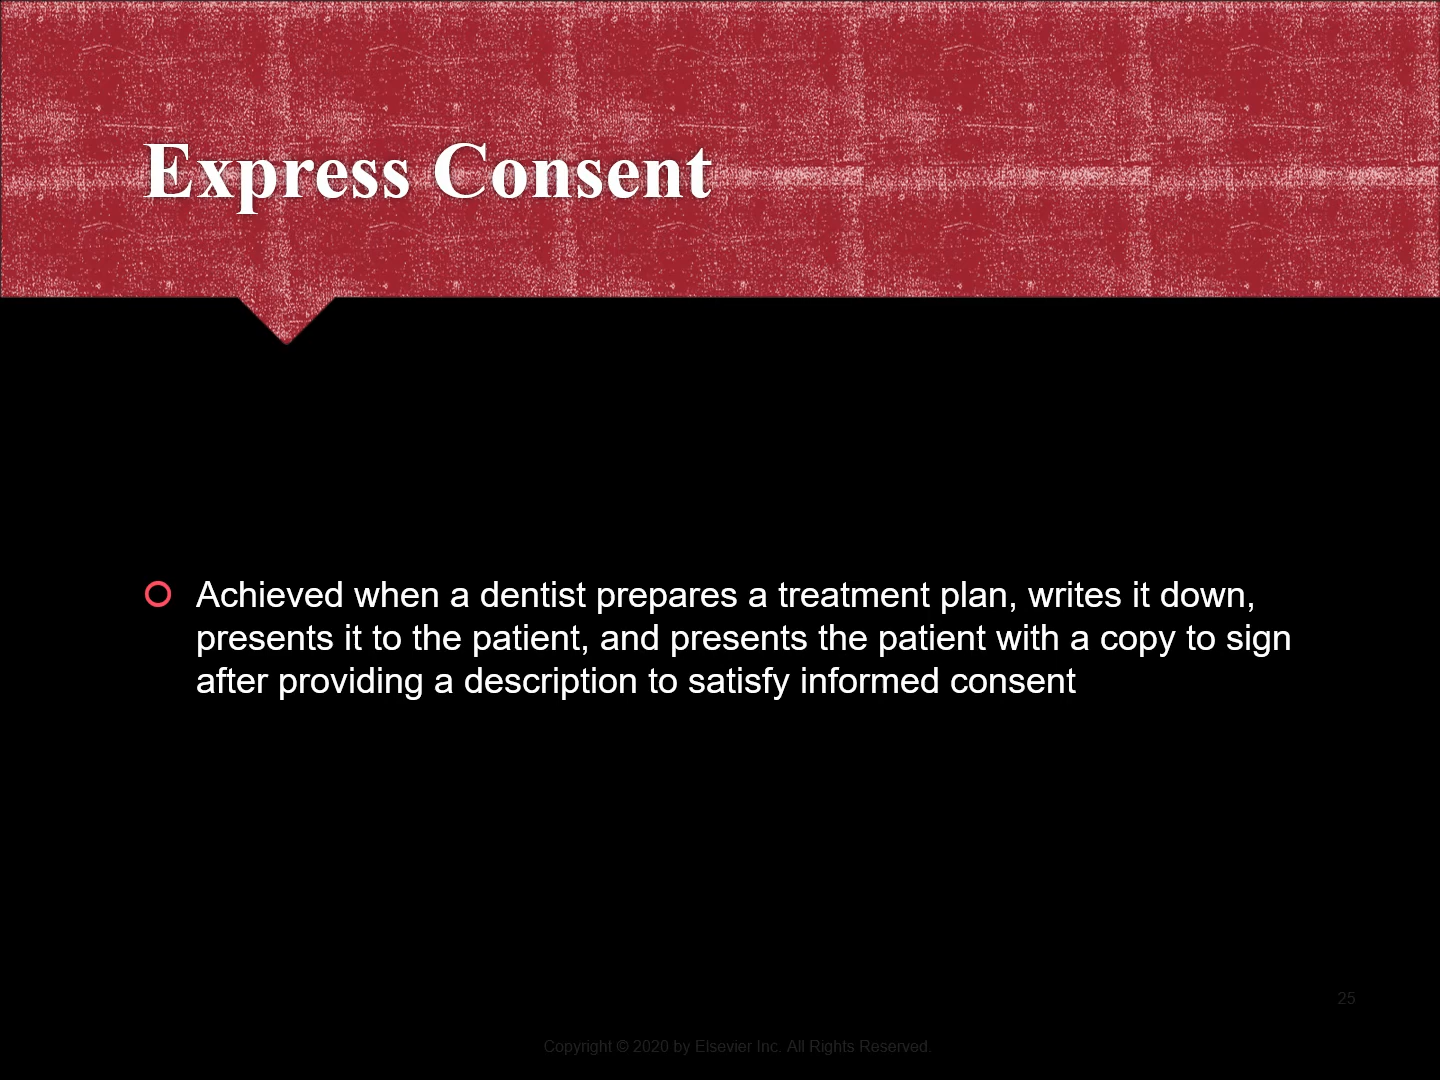 Express Consent
Achieved when a dentist prepares a treatment plan, writes it down,
presents it to the patient, and presents the patient with a copy to sign
after providing a description to satisfy informed consent
25
Copyright © 2020 by Elsevier Inc. All Rights Reserved.